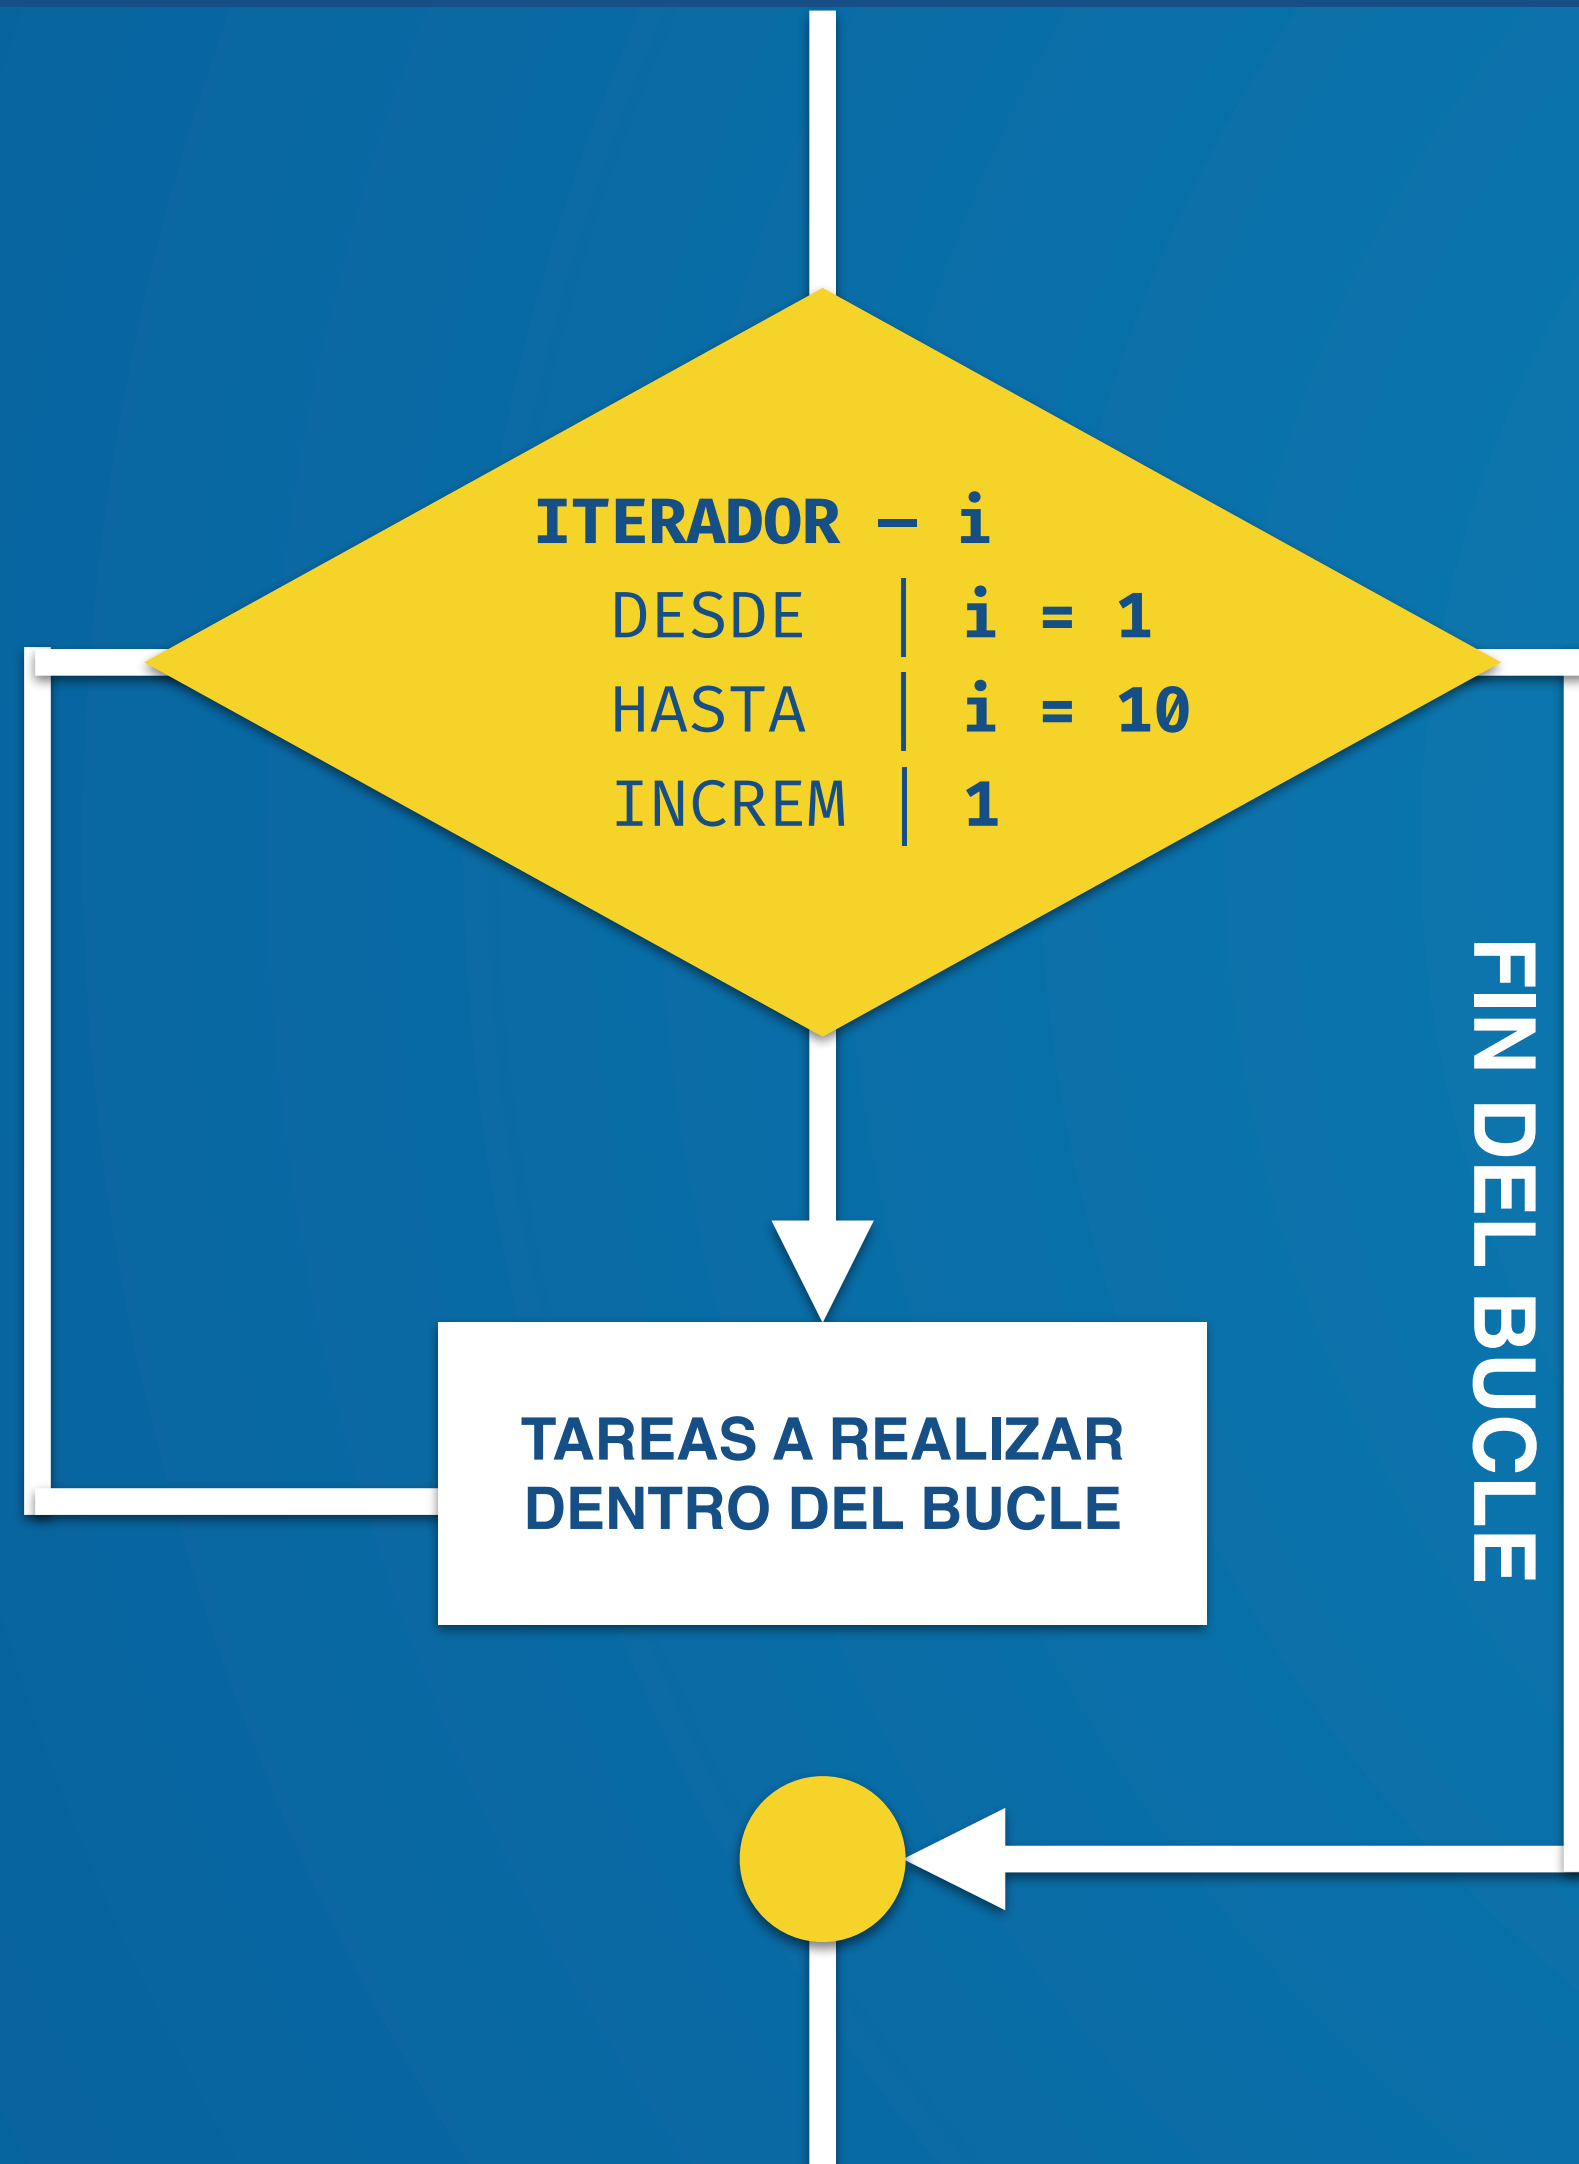 ITERADOR — i
DESDE | i = 1
HASTA | i = 10
INCREM | 1
FIN DEL BUCLE
TAREAS A REALIZAR
DENTRO DEL BUCLE